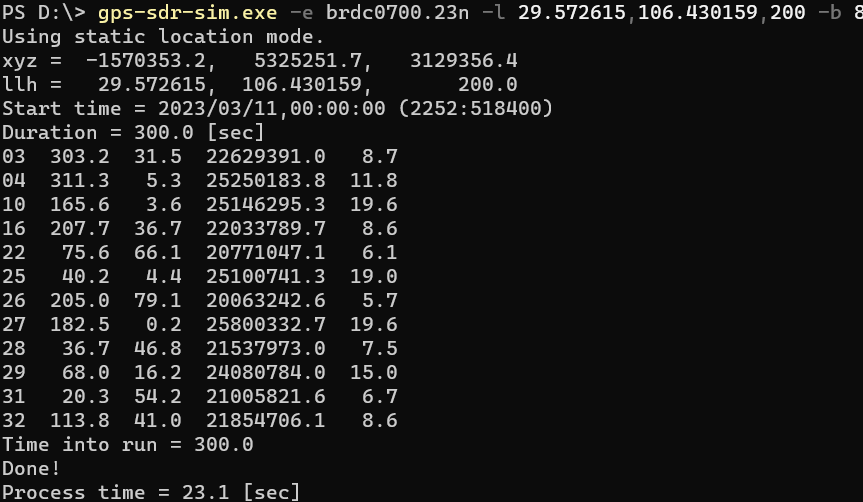 PS D:\> gps-sdr-sim.exe -e brdc0700.23n -l 29.572615,106.430159,200 -b 8
Using static location mode.
xyz =  -1570353.2,   5325251.7,   3129356.4
llh =   29.572615,  106.430159,       200.0
Start time = 2023/03/11,00:00:00 (2252:518400)
Duration = 300.0 [sec]
03  303.2  31.5  22629391.0   8.7
04  311.3   5.3  25250183.8  11.8
10  165.6   3.6  25146295.3  19.6
16  207.7  36.7  22033789.7   8.6
22   75.6  66.1  20771047.1   6.1
25   40.2   4.4  25100741.3  19.0
26  205.0  79.1  20063242.6   5.7
27  182.5   0.2  25800332.7  19.6
28   36.7  46.8  21537973.0   7.5
29   68.0  16.2  24080784.0  15.0
31   20.3  54.2  21005821.6   6.7
32  113.8  41.0  21854706.1   8.6
Time into run = 300.0
Done!
Process time = 23.1 [sec]